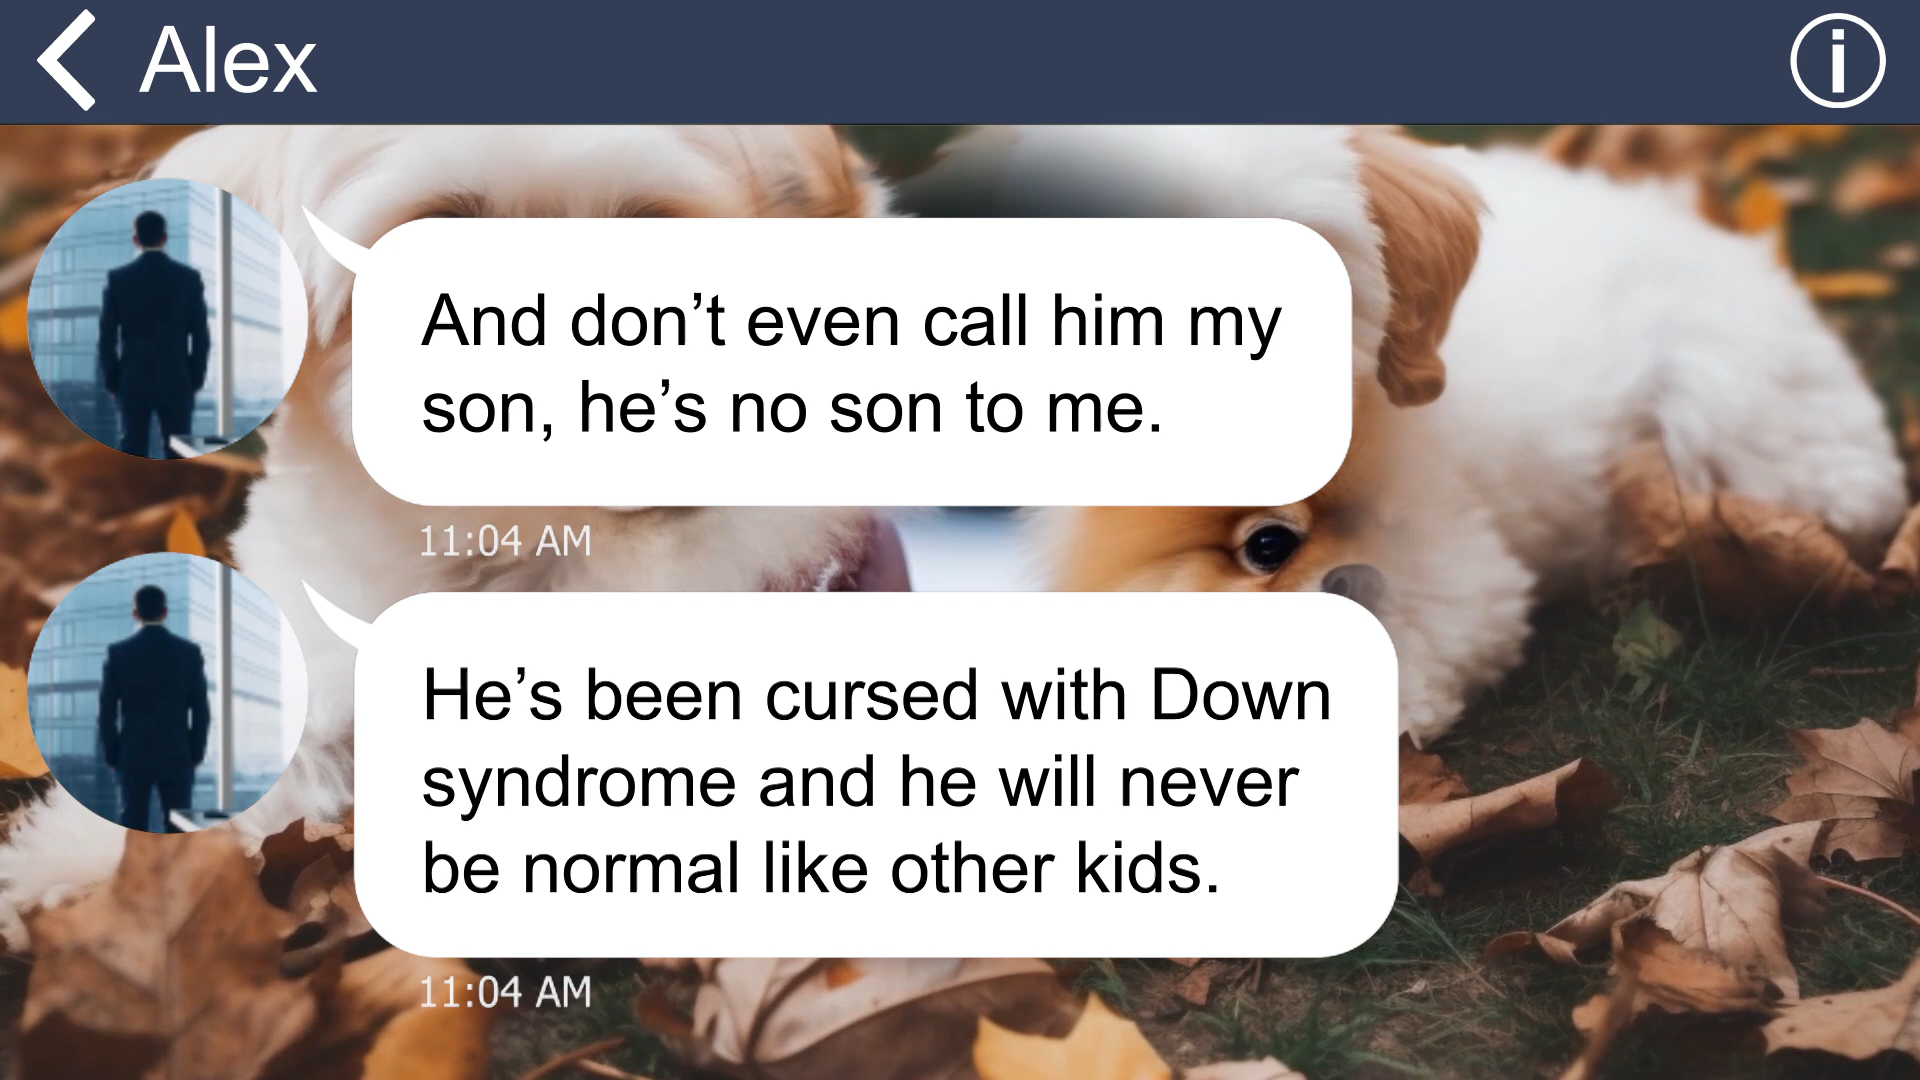 Alex
And don’t even call him my
son, he’s no son to me.
11:04 AM
He’s been cursed with Down
syndrome and he will never
be normal like other kids.
11:04 AM